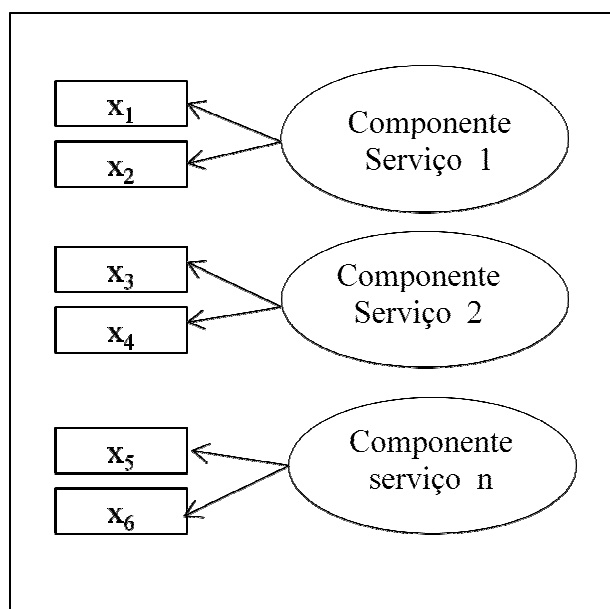 x₁
x₂
Componente
Serviço 1
x₃
x₄
Componente
Serviço 2
x₅
x₆
Componente
serviço n